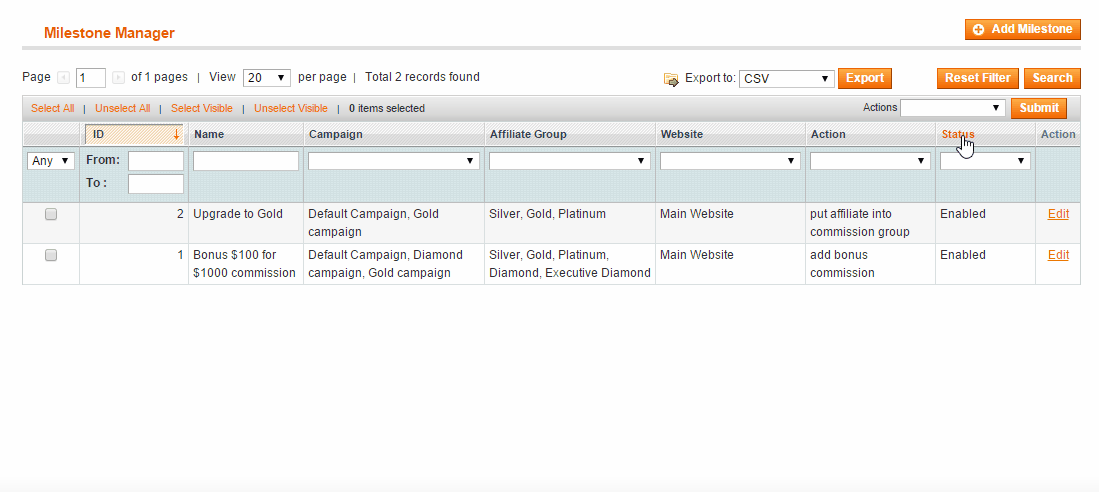 Milestone Manager
Add Milestone
Page 1 of 1 pages | View 20 per page | Total 2 records found
Export to: CSV Export Reset Filter Search
Select All | Unselect All | Select Visible | Unselect Visible | 0 items selected
Actions Submit
ID Name Campaign Affiliate Group Website Action Status Action
Any From:
To :
2 Upgrade to Gold Default Campaign, Gold Silver, Gold, Platinum Main Website put affiliate into Enabled Edit
campaign commission group
1 Bonus $100 for Default Campaign, Diamond Silver, Gold, Platinum, Main Website add bonus Enabled Edit
$1000 commission campaign, Gold campaign Diamond, Executive Diamond commission